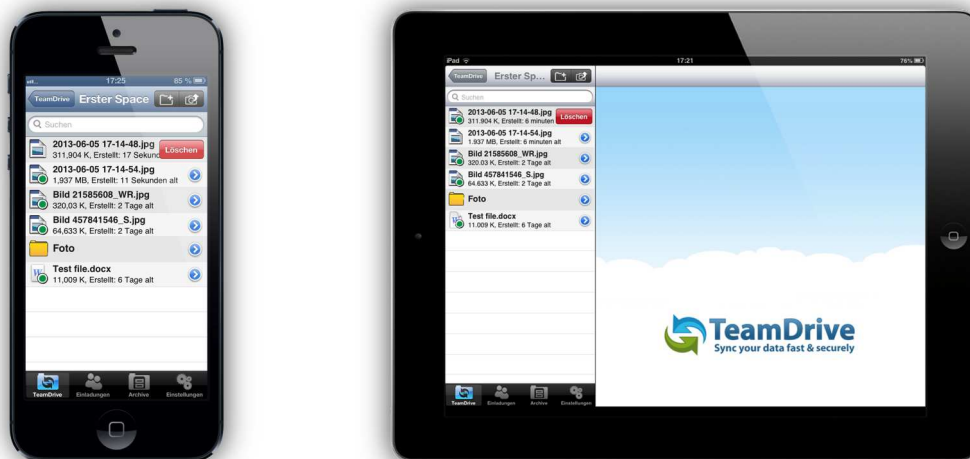 17:25 85 %
TeamDrive Erster Space
Suchen
2013-06-05 17-14-48.jpg
311,904 K, Erstellt: 17 Sekund
Löschen
2013-06-05 17-14-54.jpg
1,937 MB, Erstellt: 11 Sekunden alt
Bild 21585608_WR.jpg
320,03 K, Erstellt: 2 Tage alt
Bild 457841546_S.jpg
64,633 K, Erstellt: 2 Tage alt
Foto
Test file.docx
11,009 K, Erstellt: 6 Tage alt
TeamDrive Einladungen Archive Einstellungen
iPad 17:21 76%
TeamDrive Erster Sp...
Suchen
2013-06-05 17-14-48.jpg
311.904 K, Erstellt: 6 minuten
Löschen
2013-06-05 17-14-54.jpg
1.937 MB, Erstellt: 6 minuten alt
Bild 21585608_WR.jpg
320.03 K, Erstellt: 2 Tage alt
Bild 457841546_S.jpg
64.633 K, Erstellt: 2 Tage alt
Foto
Test file.docx
11.009 K, Erstellt: 6 Tage alt
TeamDrive Einladungen Archive Einstellungen
TeamDrive
Sync your data fast & securely